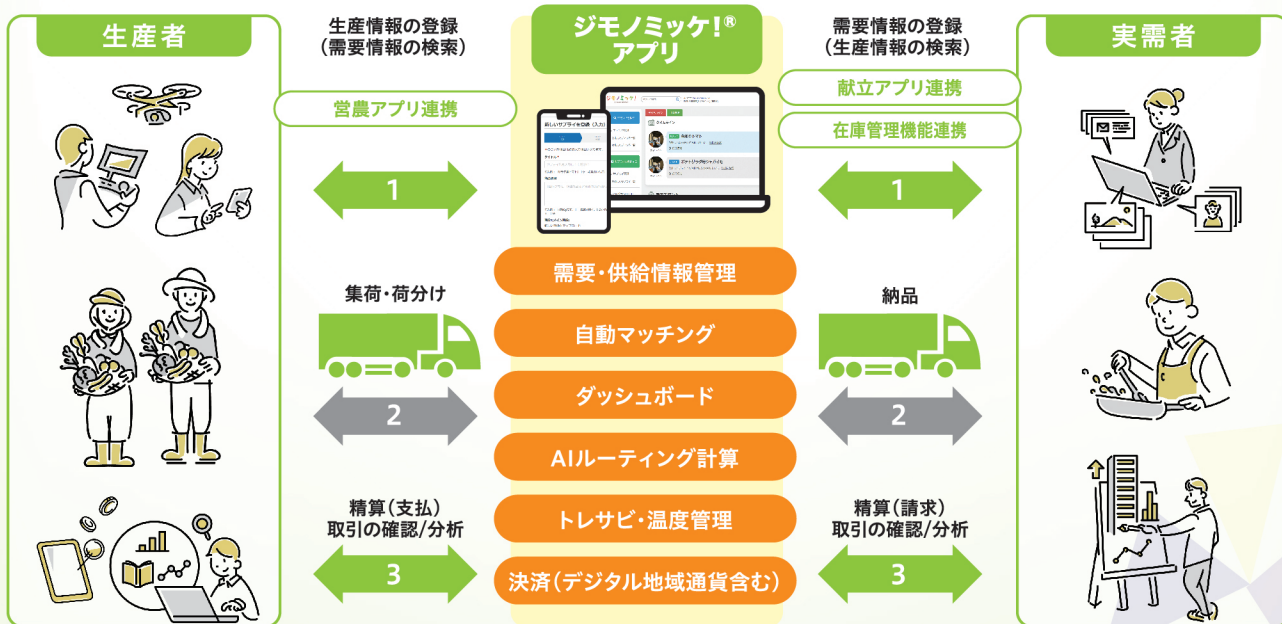 生産者
生産情報の登録
(需要情報の検索)
営農アプリ連携
1
集荷・荷分け
2
精算(支払)
取引の確認/分析
3
ジモノミッケ!®
アプリ
需要・供給情報管理
自動マッチング
ダッシュボード
AIルーティング計算
トレサビ・温度管理
決済(デジタル地域通貨含む)
需要情報の登録
(生産情報の検索)
献立アプリ連携
在庫管理機能連携
1
納品
2
精算(請求)
取引の確認/分析
3
実需者